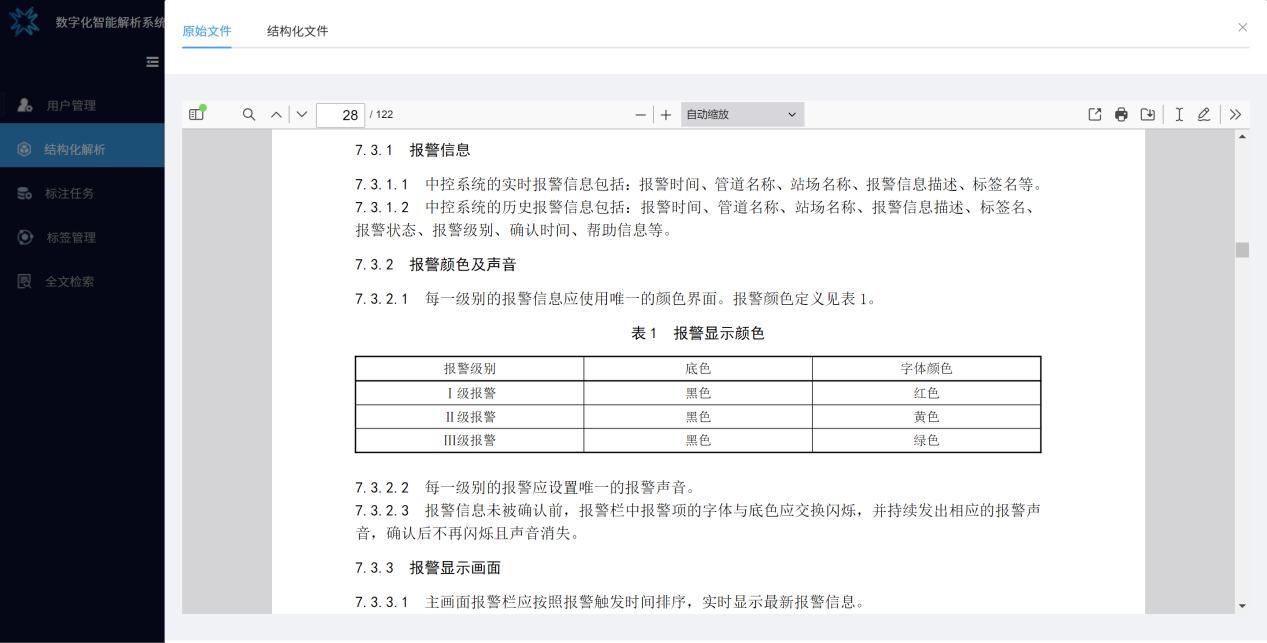 数字化智能解析系统
用户管理
结构化解析
标注任务
标签管理
全文检索
原始文件 结构化文件
28 / 122 自动缩放
7.3.1 报警信息
7.3.1.1 中控系统的实时报警信息包括：报警时间、管道名称、站场名称、报警信息描述、标签名等。
7.3.1.2 中控系统的历史报警信息包括：报警时间、管道名称、站场名称、报警信息描述、标签名、
报警状态、报警级别、确认时间、帮助信息等。
7.3.2 报警颜色及声音
7.3.2.1 每一级别的报警信息应使用唯一的颜色界面。报警颜色定义见表 1。
表 1 报警显示颜色
报警级别 底色 字体颜色
Ⅰ级报警 黑色 红色
Ⅱ级报警 黑色 黄色
Ⅲ级报警 黑色 绿色
7.3.2.2 每一级别的报警应设置唯一的报警声音。
7.3.2.3 报警信息未被确认前，报警栏中报警项的字体与底色应交换闪烁，并持续发出相应的报警声
音，确认后不再闪烁且声音消失。
7.3.3 报警显示画面
7.3.3.1 主画面报警栏应按照报警触发时间排序，实时显示最新报警信息。